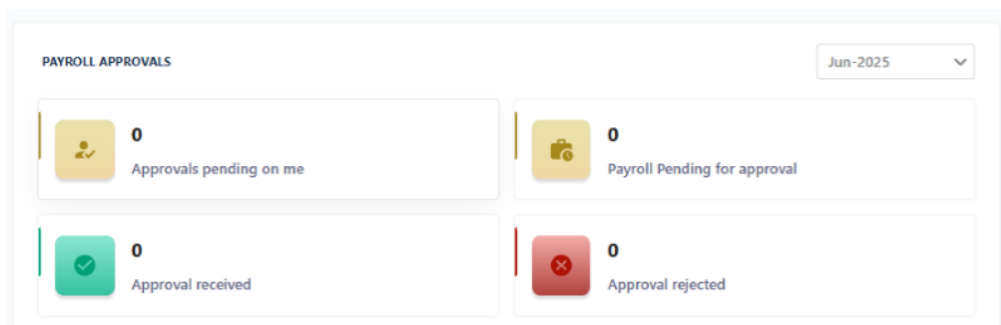 PAYROLL APPROVALS
Jun-2025
0
Approvals pending on me
0
Payroll Pending for approval
0
Approval received
0
Approval rejected